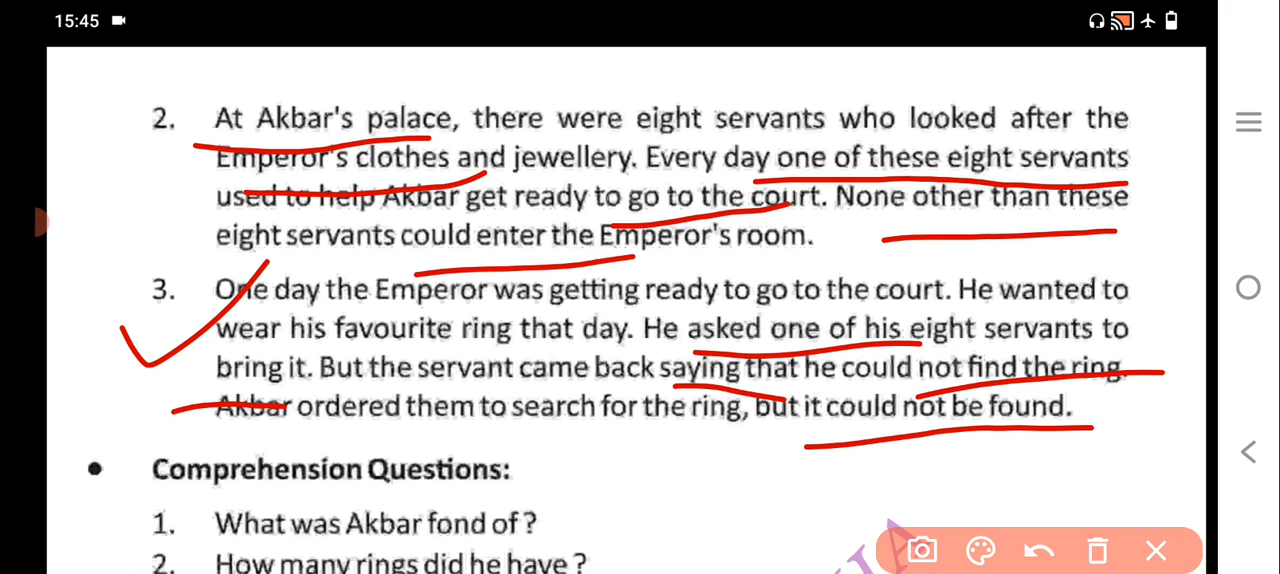 15:45
2. At Akbar's palace, there were eight servants who looked after the
Emperor's clothes and jewellery. Every day one of these eight servants
used to help Akbar get ready to go to the court. None other than these
eight servants could enter the Emperor's room.
3. One day the Emperor was getting ready to go to the court. He wanted to
wear his favourite ring that day. He asked one of his eight servants to
bring it. But the servant came back saying that he could not find the ring.
Akbar ordered them to search for the ring, but it could not be found.
• Comprehension Questions:
1. What was Akbar fond of?
2. How many rings did he have?